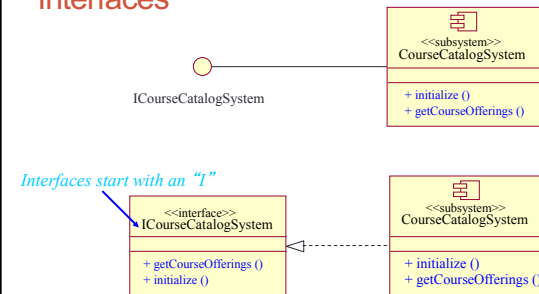 Interfaces
<<subsystem>>
CourseCatalogSystem
+ initialize ()
+ getCourseOfferings ()
ICourseCatalogSystem
Interfaces start with an “I”
<<interface>>
ICourseCatalogSystem
+ getCourseOfferings ()
+ initialize ()
<<subsystem>>
CourseCatalogSystem
+ initialize ()
+ getCourseOfferings ()